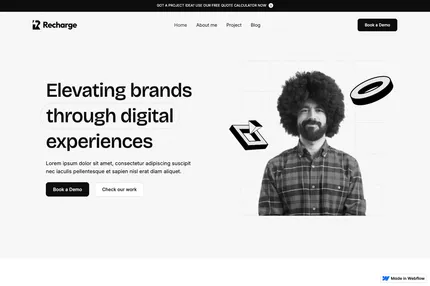 GOT A PROJECT IDEA? USE OUR FREE QUOTE CALCULATOR NOW
Recharge
Home
About me
Project
Blog
Book a Demo
Elevating brands
through digital
experiences
Lorem ipsum dolor sit amet, consectetur adipiscing suscipit
nec iaculis pellentesque et sapien nisl erat diam aliquet.
Book a Demo
Check our work
Made in Webflow